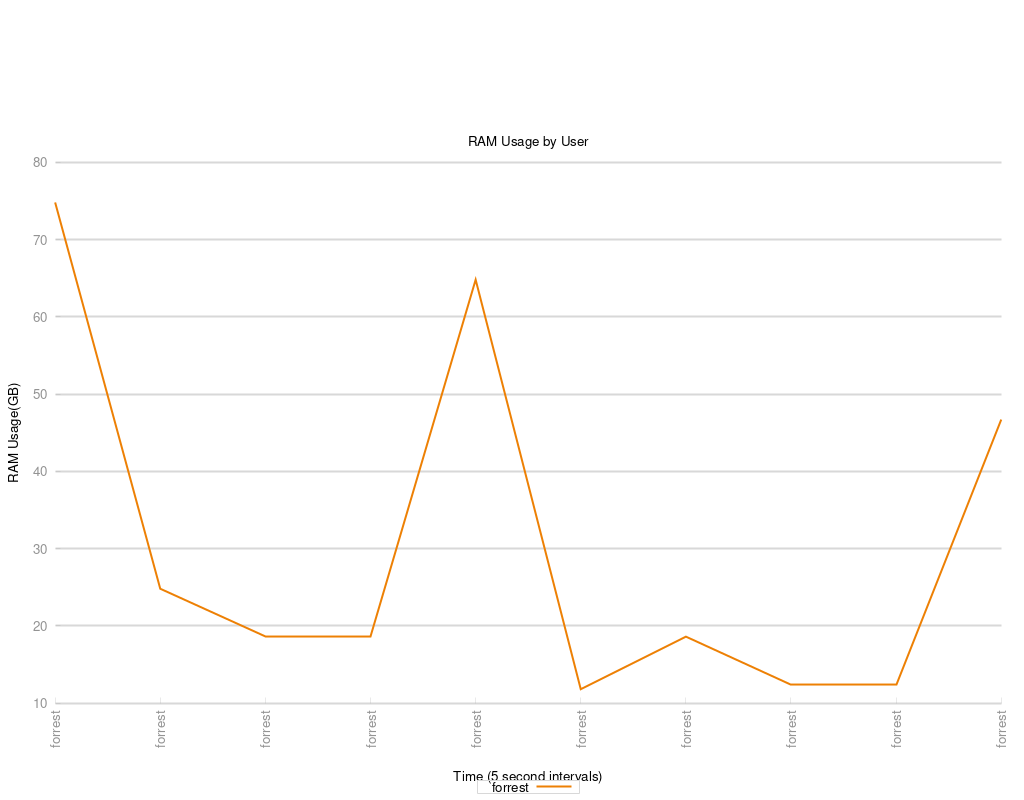 RAM Usage by User
80
70
60
50
40
30
20
10
RAM Usage(GB)
forrest
forrest
forrest
forrest
forrest
forrest
forrest
forrest
forrest
forrest
Time (5 second intervals)
forrest